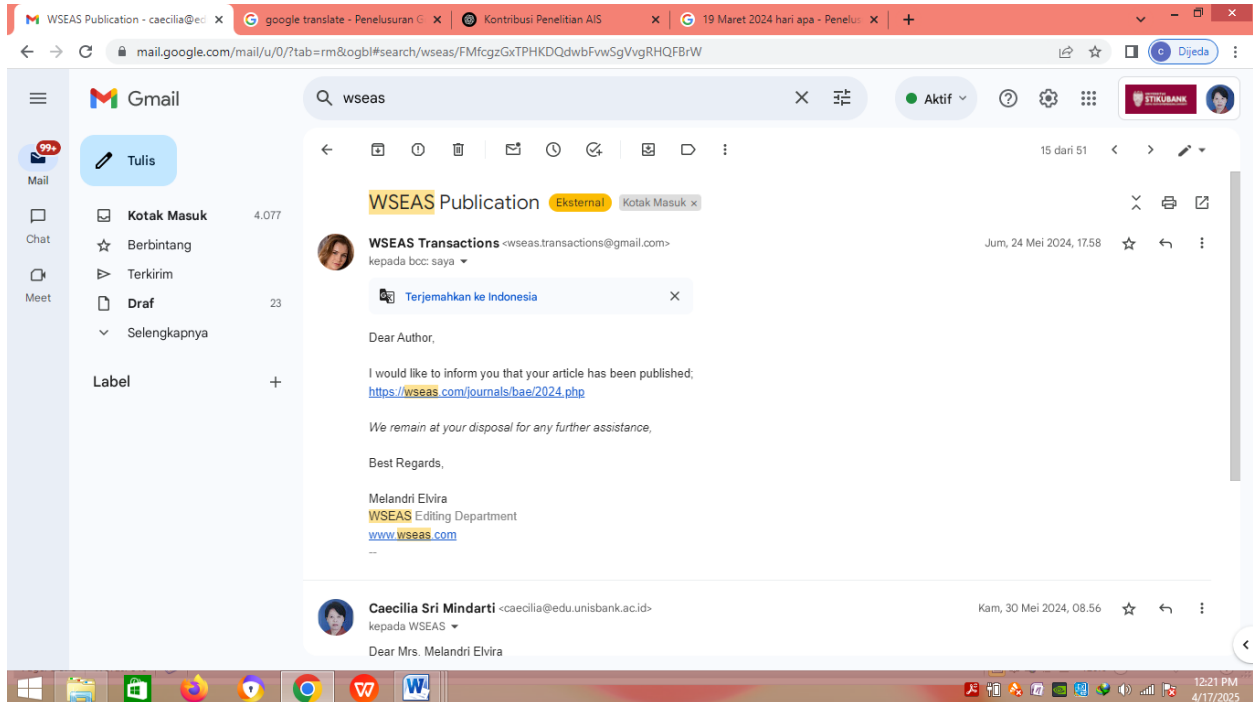 WSEAS Publication - caecilia@ed
google translate - Penelusuran G
Kontribusi Penelitian AIS
19 Maret 2024 hari apa - Penelus
mail.google.com/mail/u/0/?tab=rm&ogbl#search/wseas/FMfcgzGxTPHKDQdwbFvwSgVvgRHQFBrW
C Dijeda
Gmail
wseas
Aktif
STIKUBANK
99+
Mail
Chat
Meet
Tulis
Kotak Masuk 4.077
Berbintang
Terkirim
Draf 23
Selengkapnya
Label
15 dari 51
WSEAS Publication Eksternal Kotak Masuk x
WSEAS Transactions <wseas.transactions@gmail.com> Jum, 24 Mei 2024, 17.58
kepada bcc: saya
Terjemahkan ke Indonesia
Dear Author,
I would like to inform you that your article has been published;
https://wseas.com/journals/bae/2024.php
We remain at your disposal for any further assistance,
Best Regards,
Melandri Elvira
WSEAS Editing Department
www.wseas.com
--
Caecilia Sri Mindarti <caecilia@edu.unisbank.ac.id> Kam, 30 Mei 2024, 08.56
kepada WSEAS
Dear Mrs. Melandri Elvira
12:21 PM
4/17/2025